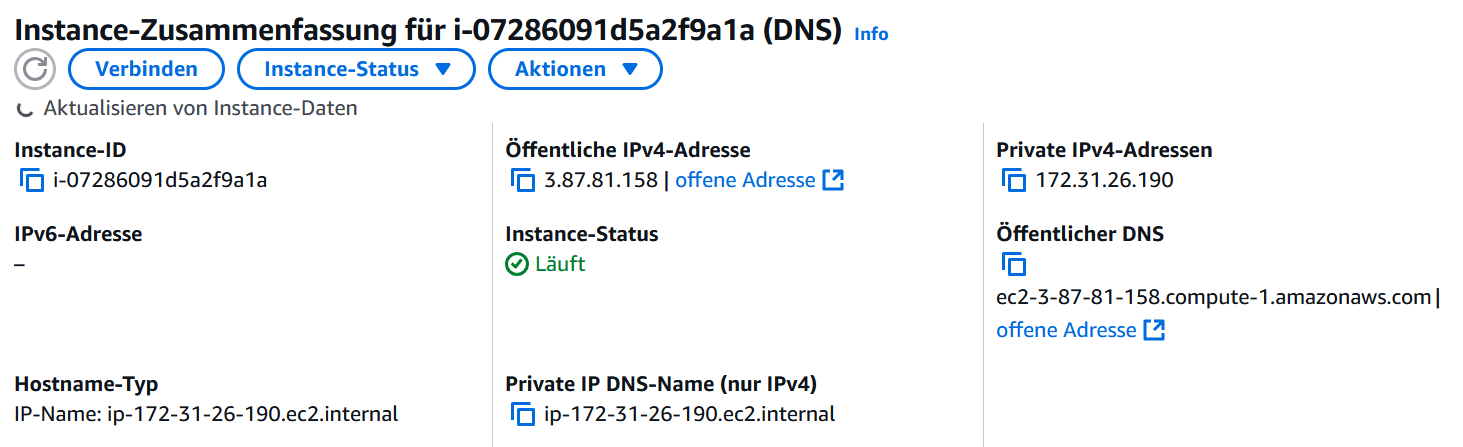 Instance-Zusammenfassung für i-07286091d5a2f9a1a (DNS) Info
Verbinden Instance-Status Aktionen
Aktualisieren von Instance-Daten
Instance-ID
i-07286091d5a2f9a1a
Öffentliche IPv4-Adresse
3.87.81.158 | offene Adresse
Private IPv4-Adressen
172.31.26.190
IPv6-Adresse
–
Instance-Status
Läuft
Öffentlicher DNS
ec2-3-87-81-158.compute-1.amazonaws.com |
offene Adresse
Hostname-Typ
IP-Name: ip-172-31-26-190.ec2.internal
Private IP DNS-Name (nur IPv4)
ip-172-31-26-190.ec2.internal